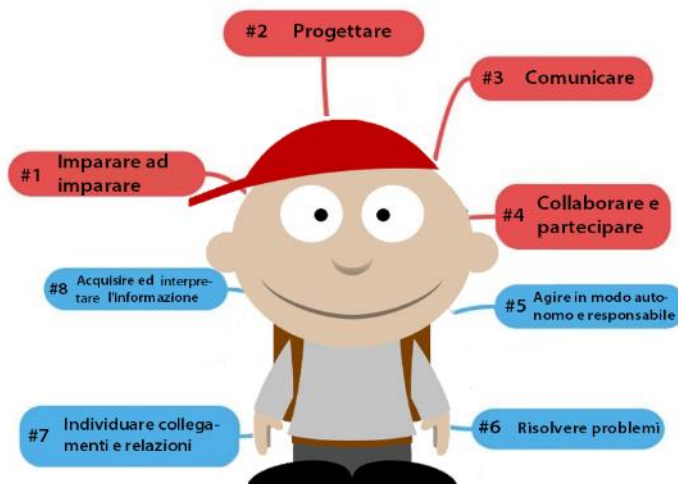 #2 Progettare
#3 Comunicare
#1 Imparare ad
imparare
#4 Collaborare e
partecipare
#8 Acquisire ed interpre-
tare l'informazione
#5 Agire in modo auto-
nomo e responsabile
#7 Individuare collega-
menti e relazioni
#6 Risolvere problemi